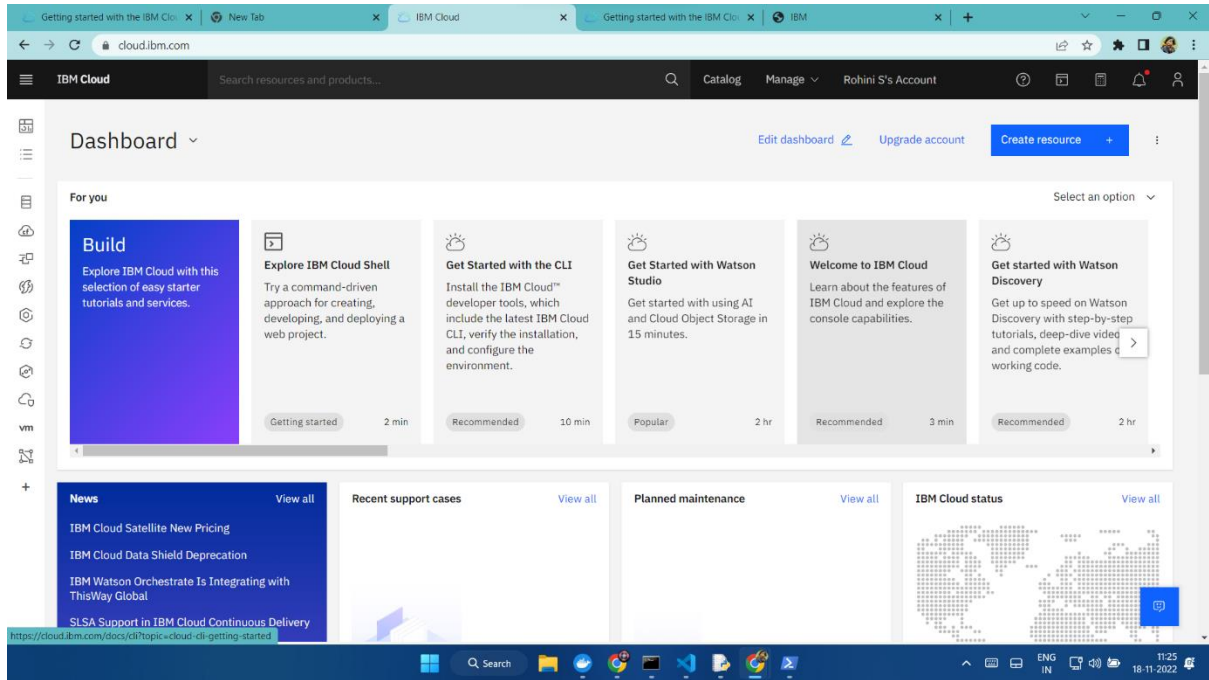 Getting started with the IBM Clo
New Tab
IBM Cloud
Getting started with the IBM Clo
IBM
cloud.ibm.com
IBM Cloud
Search resources and products...
Catalog
Manage
Rohini S's Account
Dashboard
Edit dashboard
Upgrade account
Create resource +
For you
Select an option
Build
Explore IBM Cloud with this
selection of easy starter
tutorials and services.
Explore IBM Cloud Shell
Try a command-driven
approach for creating,
developing, and deploying a
web project.
Getting started 2 min
Get Started with the CLI
Install the IBM Cloud™
developer tools, which
include the latest IBM Cloud
CLI, verify the installation,
and configure the
environment.
Recommended 10 min
Get Started with Watson
Studio
Get started with using AI
and Cloud Object Storage in
15 minutes.
Popular 2 hr
Welcome to IBM Cloud
Learn about the features of
IBM Cloud and explore the
console capabilities.
Recommended 3 min
Get started with Watson
Discovery
Get up to speed on Watson
Discovery with step-by-step
tutorials, deep-dive video
and complete examples
working code.
Recommended 2 hr
vm
News View all
IBM Cloud Satellite New Pricing
IBM Cloud Data Shield Deprecation
IBM Watson Orchestrate Is Integrating with
ThisWay Global
SLSA Support in IBM Cloud Continuous Delivery
Recent support cases View all
Planned maintenance View all
IBM Cloud status View all
https://cloud.ibm.com/docs/cli?topic=cloud-cli-getting-started
Search
ENG
IN
11:25
18-11-2022